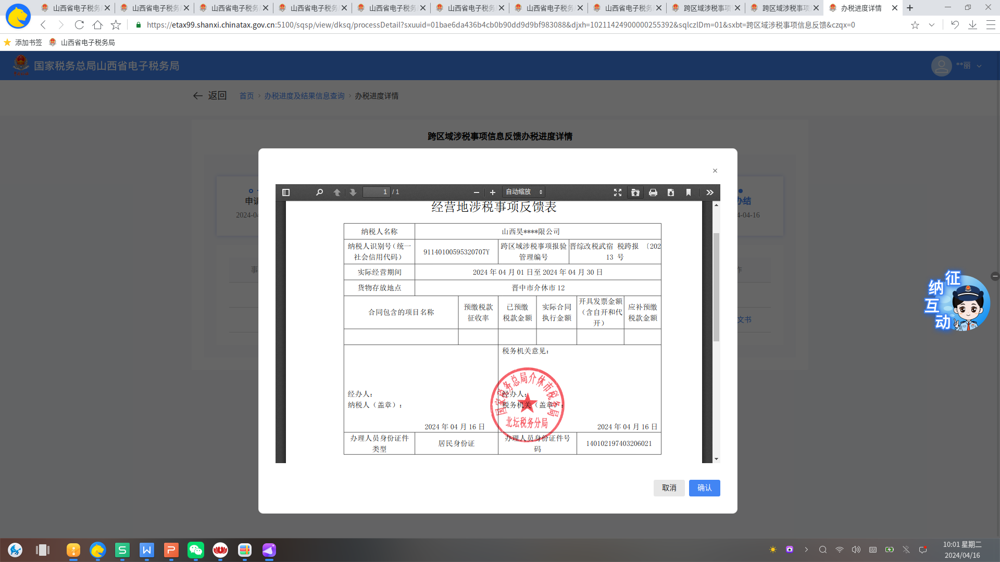 山西省电子税务
山西省电子税务
山西省电子税务
山西省电子税务
山西省电子税务
山西省电子税务
山西省电子税务
山西省电子税务
跨区域涉税事项
跨区域涉税事项
办税进度详情
https://etax99.shanxi.chinatax.gov.cn:5100/sqsp/view/dksq/processDetail?sxuuid=01bae6da436b4cb0b90dd9d9bf983088&djxh=10211424900000255392&sqlczlDm=01&sxbt=跨区域涉税事项信息反馈&czqx=0
添加书签
山西省电子税务局
国家税务总局山西省电子税务局
**丽
返回 首页 › 办税进度及结果信息查询 › 办税进度详情
跨区域涉税事项信息反馈办税进度详情
申请
2024-04
办结
4-04-16
事
作
文书
1 / 1
自动缩放
经营地涉税事项反馈表
纳税人名称 山西昊****限公司
纳税人识别号(统一社会信用代码) 91140100595320707Y 跨区域涉税事项报验管理编号 晋综改税武宿 税跨报 〔202
13 号
实际经营期间 2024 年 04 月 01 日至 2024 年 04 月 30 日
货物存放地点 晋中市介休市 12
合同包含的项目名称 预缴税款征收率 已预缴税款金额 实际合同执行金额 开具发票金额(含自开和代开) 应补预缴税款金额
税务机关意见:
经办人: 经办人:
纳税人(盖章): 税务机关(盖章):
国家税务总局介休市税务局
北坛税务分局
2024 年 04 月 16 日 2024 年 04 月 16 日
办理人员身份证件类型 居民身份证 办理人员身份证件号码 140102197403206021
取消 确认
征
纳
互
动
10:01 星期二
2024/04/16